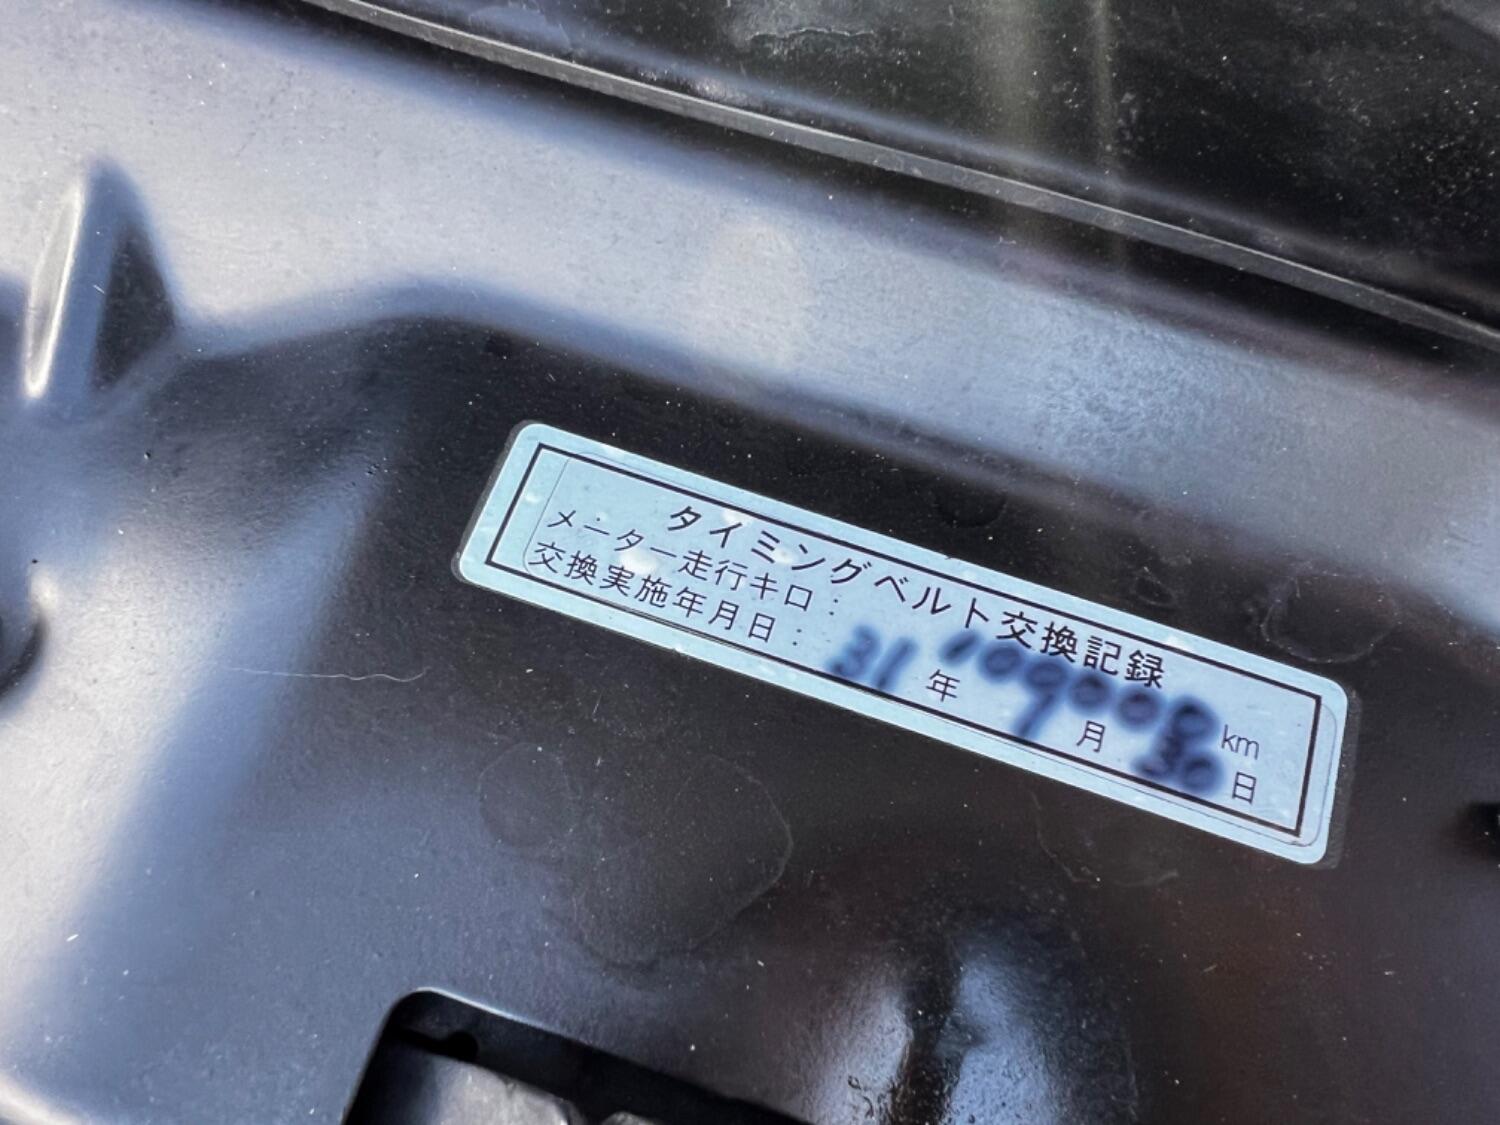 タイミングベルト交換記録
メーター走行キロ： km
交換実施年月日： 31 年 月 30 日